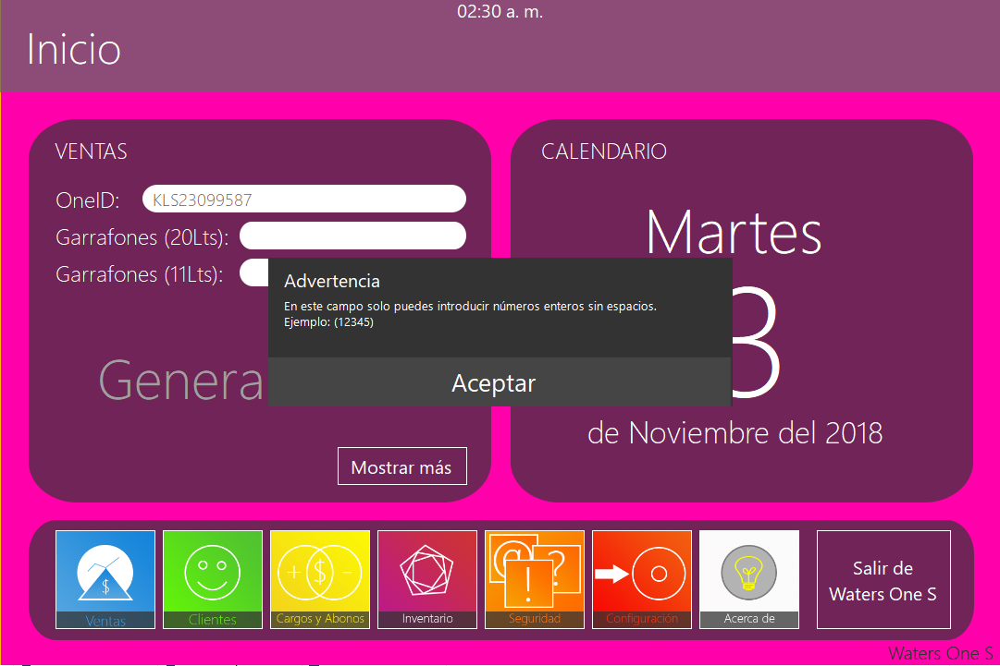 02:30 a. m.
Inicio
VENTAS
OneID: KLS23099587
Garrafones (20Lts):
Garrafones (11Lts):
Genera
Mostrar más
CALENDARIO
Martes
3
de Noviembre del 2018
Advertencia
En este campo solo puedes introducir números enteros sin espacios.
Ejemplo: (12345)
Aceptar
Ventas
Clientes
Cargos y Abonos
Inventario
Seguridad
Configuración
Acerca de
Salir de
Waters One S
Waters One S